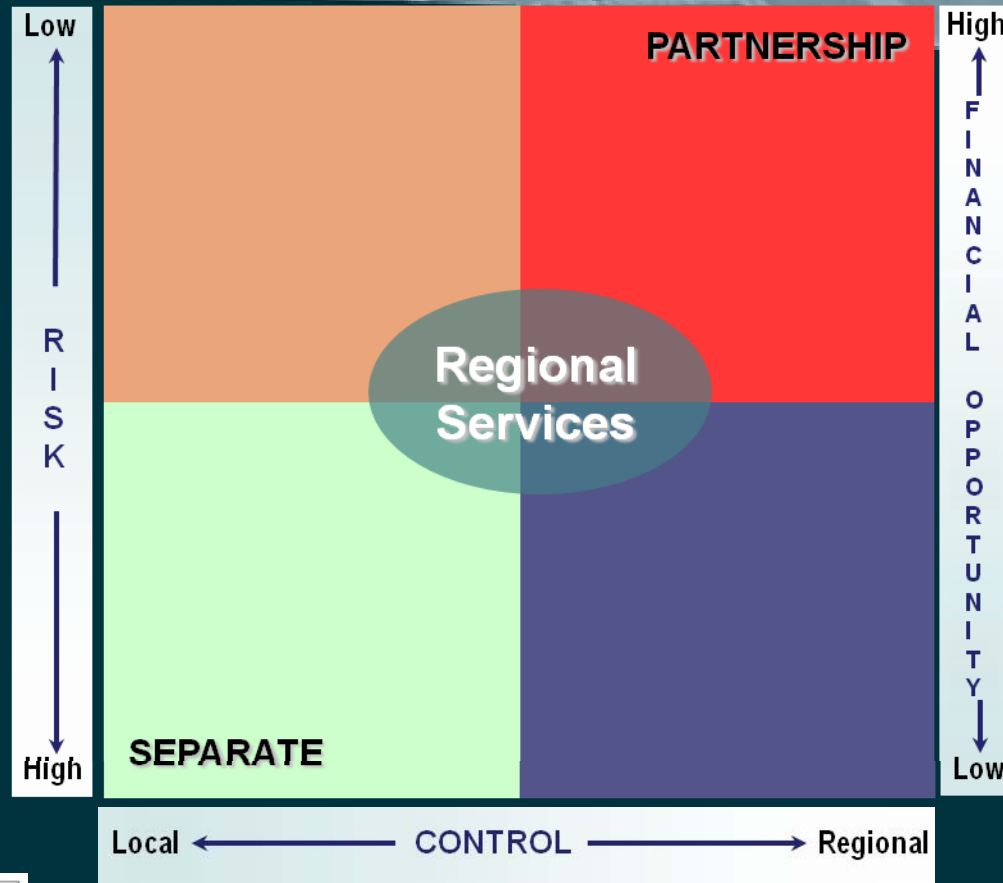 Low
High
PARTNERSHIP
RISK
FINANCIAL OPPORTUNITY
Regional
Services
SEPARATE
High
Low
Local
CONTROL
Regional